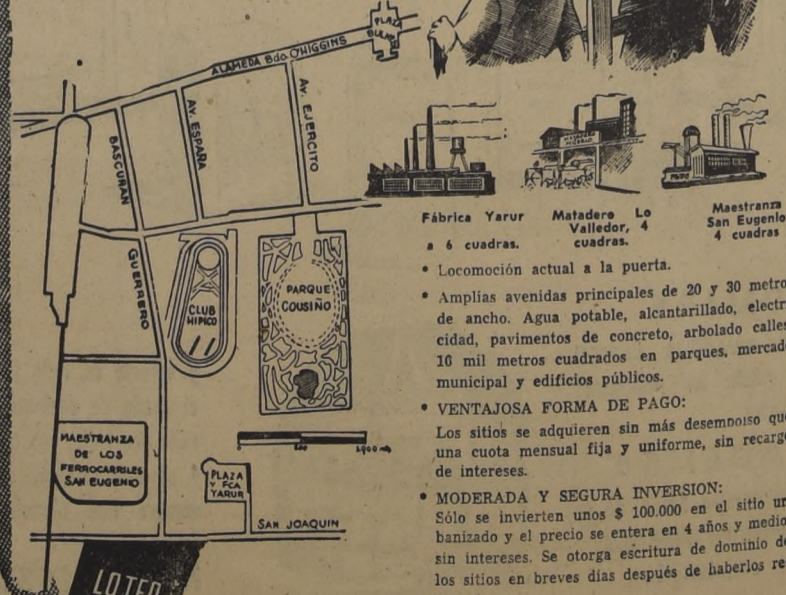 PLAZA
BULNES
ALAMEDA Bdo. O'HIGGINS
BASCUÑAN
AV. ESPAÑA
AV. EJERCITO
GUERRERO
CLUB
HIPICO
PARQUE
COUSIÑO
MAESTRANZA
DE LOS
FERROCARRILES
SAN EUGENIO
PLAZA
Y FCA
YARUR
SAN JOAQUIN
LOTEO
MATADERO
Fábrica Yarur
a 6 cuadras.
Matadero Lo
Valledor, 4
cuadras.
Maestranza
San Eugenio
4 cuadras
• Locomoción actual a la puerta.
• Amplias avenidas principales de 20 y 30 metro
de ancho. Agua potable, alcantarillado, electri
cidad, pavimentos de concreto, arbolado calles
16 mil metros cuadrados en parques, mercado
municipal y edificios públicos.
• VENTAJOSA FORMA DE PAGO:
Los sitios se adquieren sin más desembolso que
una cuota mensual fija y uniforme, sin recargo
de intereses.
• MODERADA Y SEGURA INVERSION:
Sólo se invierten unos $ 100.000 en el sitio ur
banizado y el precio se entera en 4 años y medio
sin intereses. Se otorga escritura de dominio de
los sitios en breves días después de haberlos re